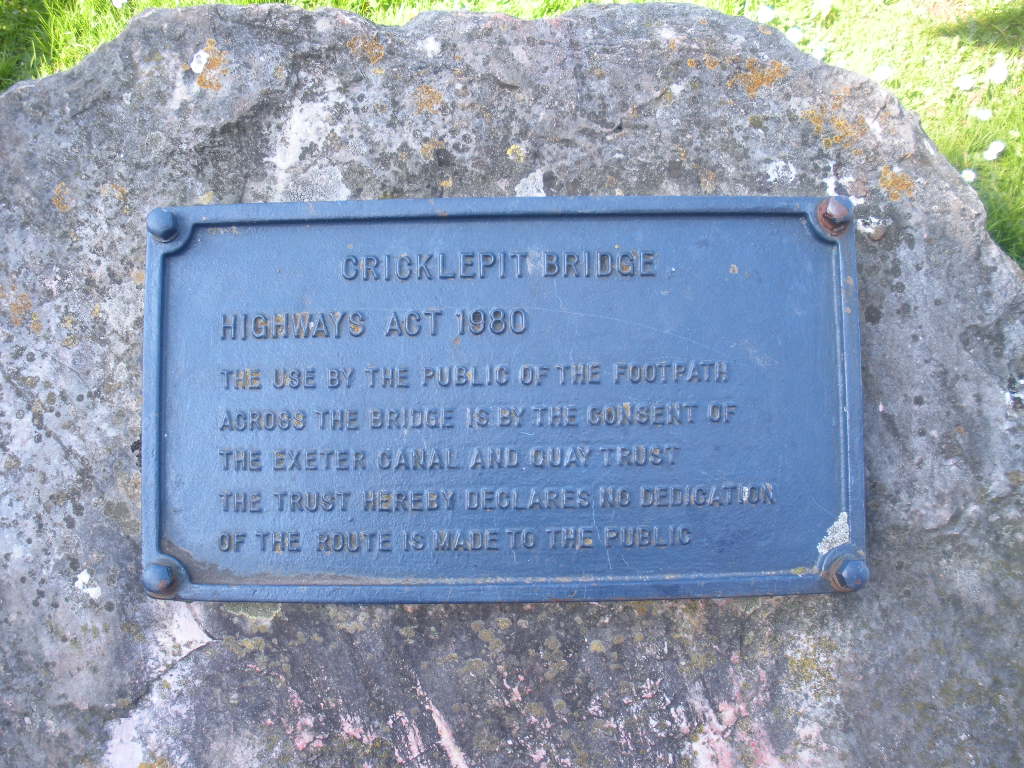 CRICKLEPIT BRIDGE
HIGHWAYS ACT 1980
THE USE BY THE PUBLIC OF THE FOOTPATH
ACROSS THE BRIDGE IS BY THE CONSENT OF
THE EXETER CANAL AND QUAY TRUST
THE TRUST HEREBY DECLARES NO DEDICATION
OF THE ROUTE IS MADE TO THE PUBLIC